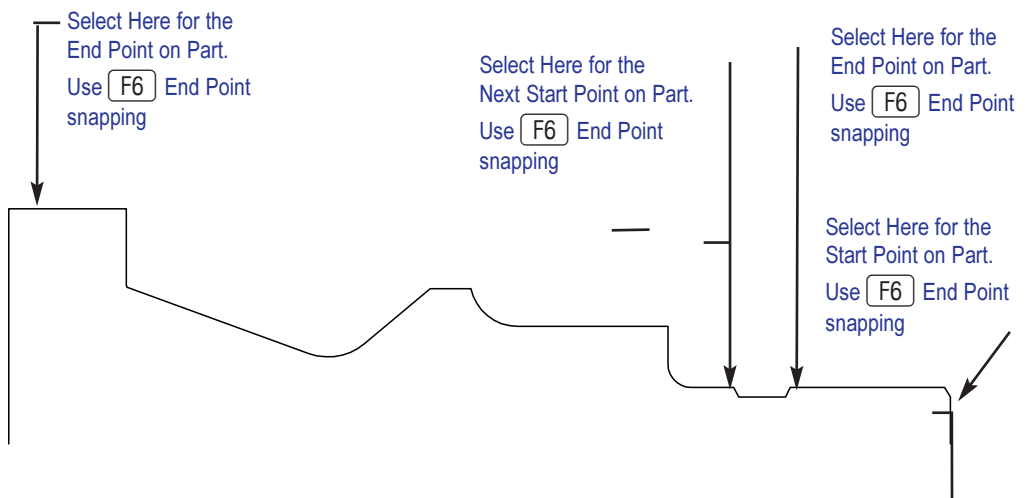 Select Here for the
End Point on Part.
Use F6 End Point
snapping
Select Here for the
Next Start Point on Part.
Use F6 End Point
snapping
Select Here for the
End Point on Part.
Use F6 End Point
snapping
Select Here for the
Start Point on Part.
Use F6 End Point
snapping